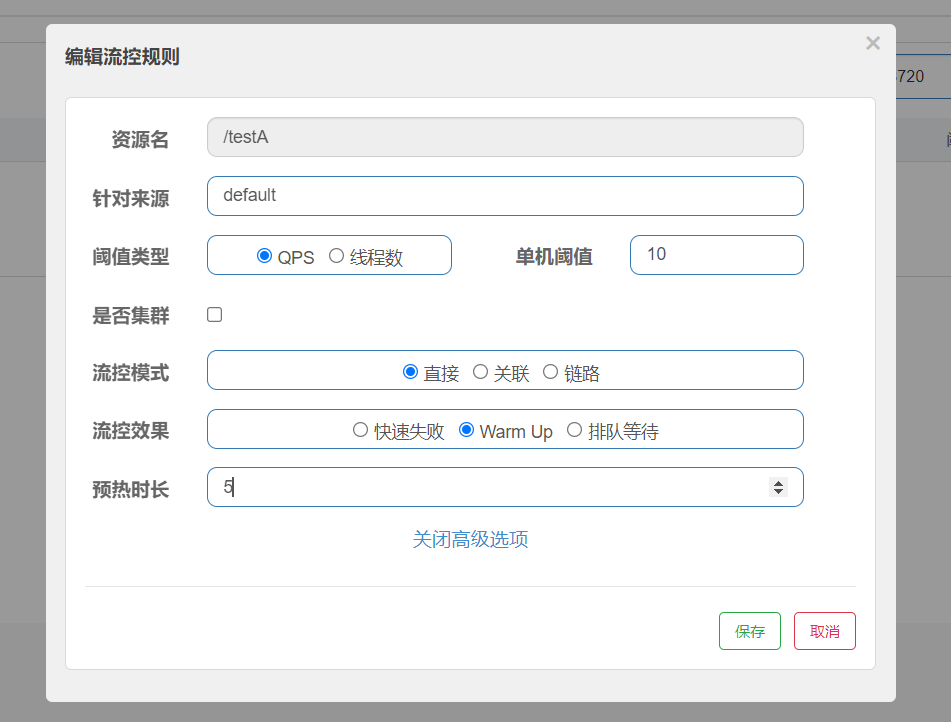 编辑流控规则 ×
720
资源名 /testA
针对来源 default
阈值类型 QPS 线程数 单机阈值 10
是否集群
流控模式 直接 关联 链路
流控效果 快速失败 Warm Up 排队等待
预热时长 5
关闭高级选项
保存 取消